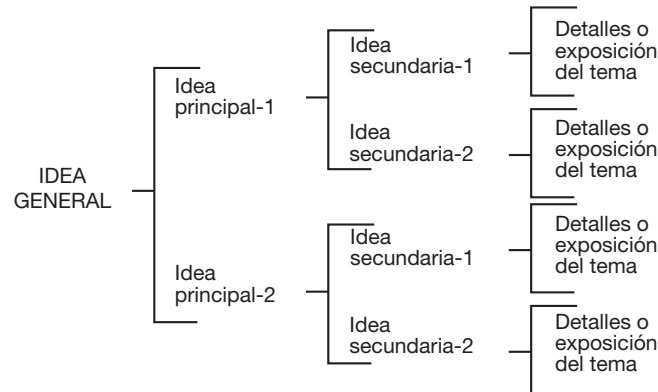 IDEA
GENERAL
Idea
principal-1
Idea
secundaria-1
Detalles o
exposición
del tema
Idea
secundaria-2
Detalles o
exposición
del tema
Idea
principal-2
Idea
secundaria-1
Detalles o
exposición
del tema
Idea
secundaria-2
Detalles o
exposición
del tema